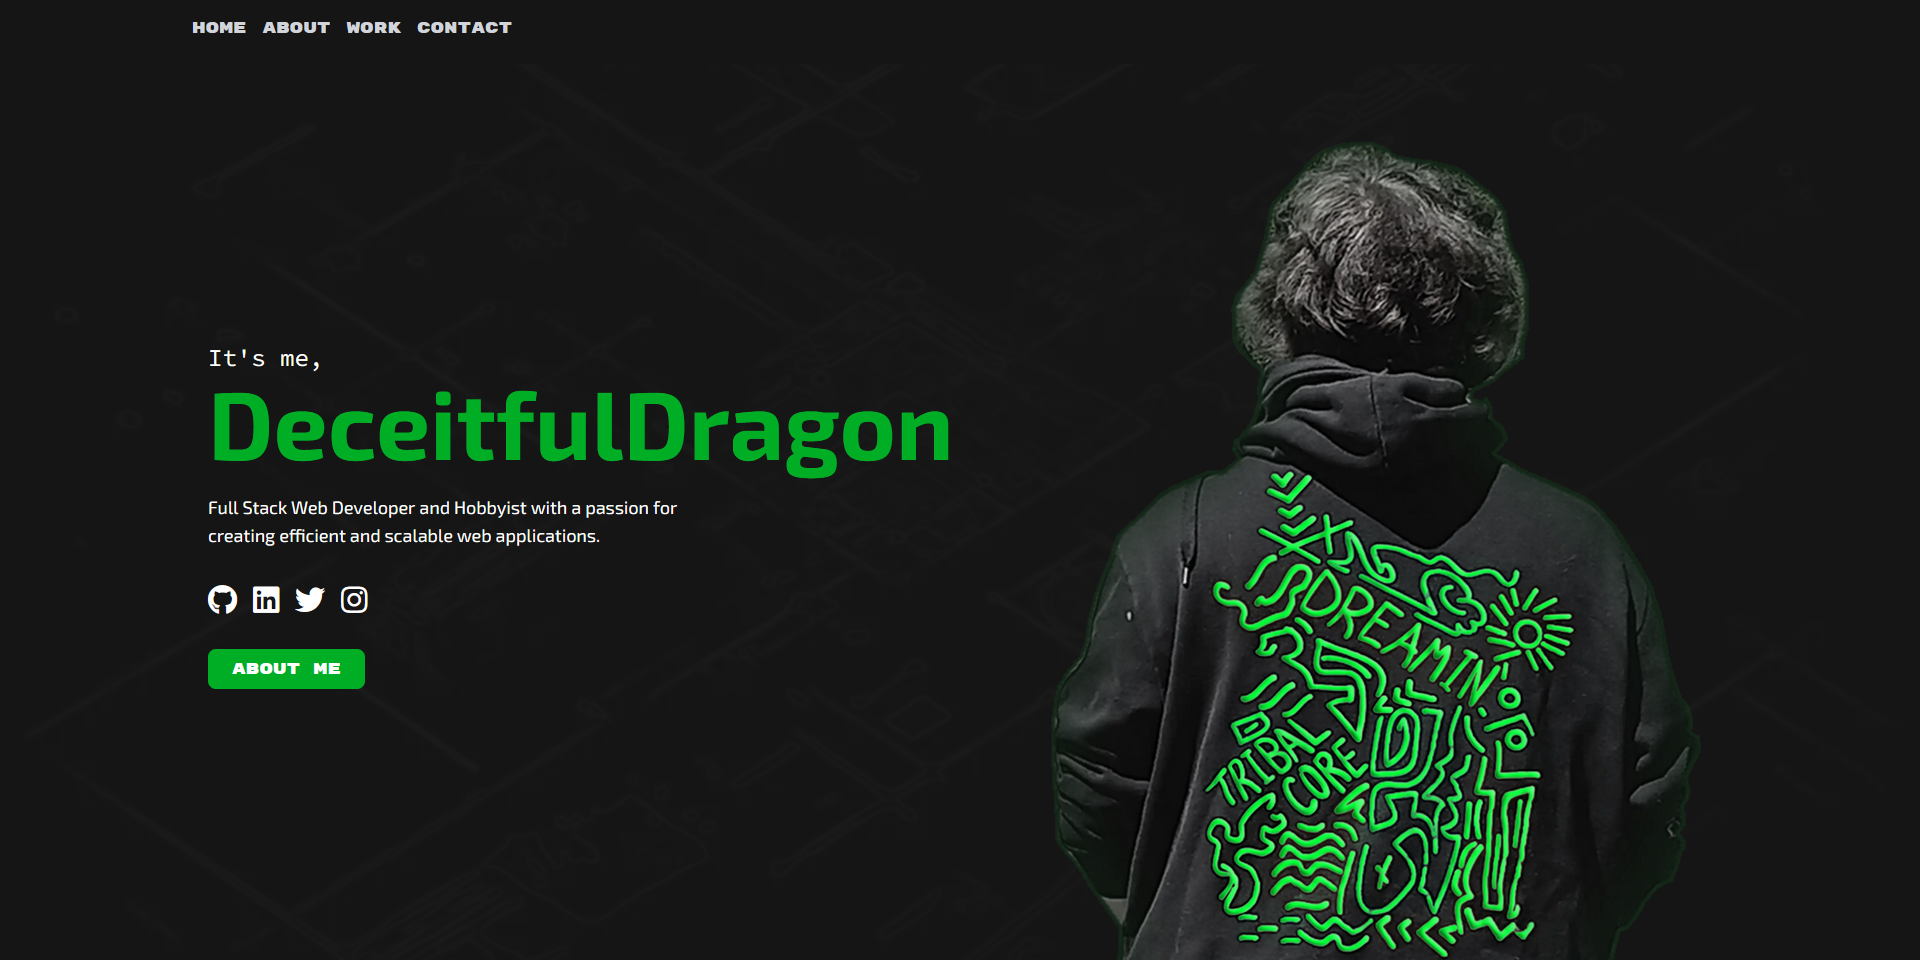 HOME ABOUT WORK CONTACT
It's me,
DeceitfulDragon
Full Stack Web Developer and Hobbyist with a passion for
creating efficient and scalable web applications.
ABOUT ME
DREAMIN
TRIBAL
CORE